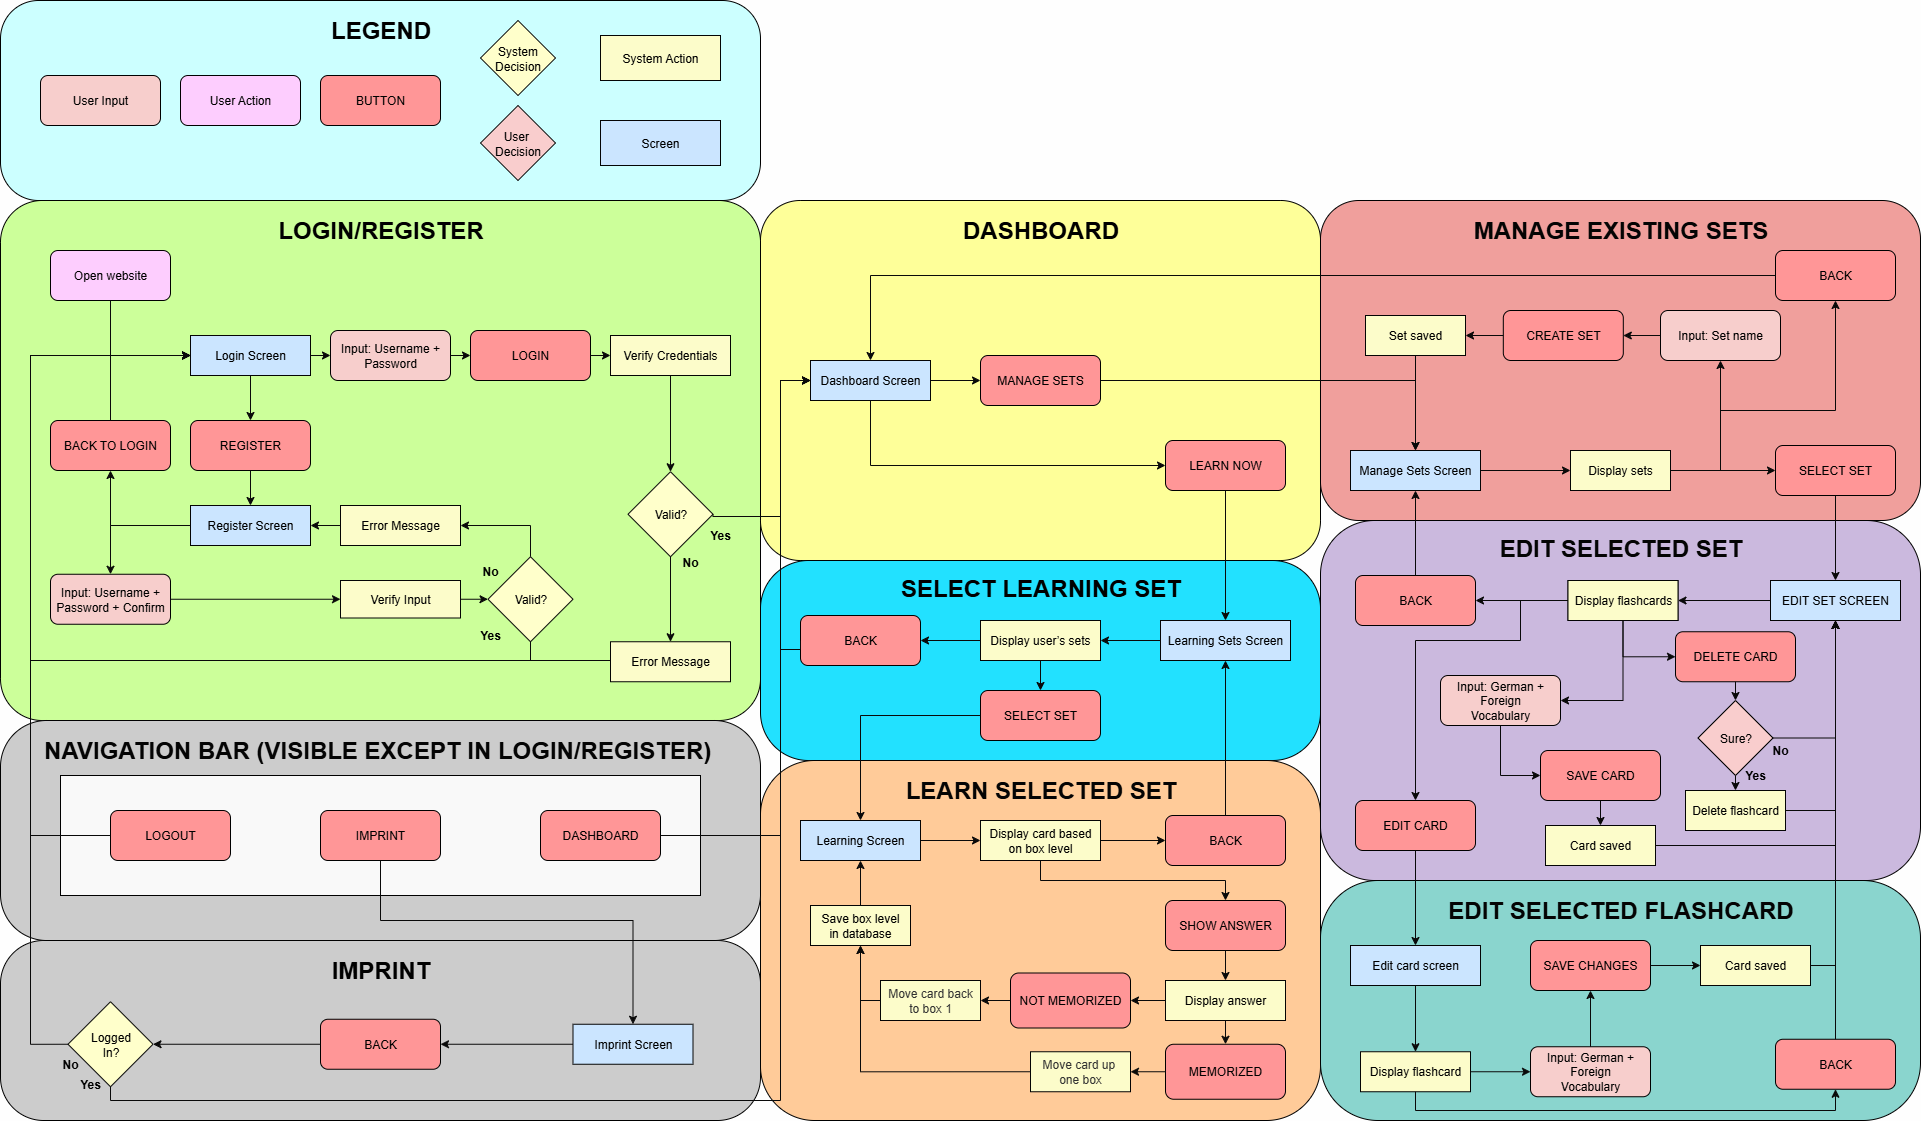 LEGEND
User Input
User Action
BUTTON
System
Decision
System Action
User
Decision
Screen
LOGIN/REGISTER
Open website
Login Screen
Input: Username +
Password
LOGIN
Verify Credentials
BACK TO LOGIN
REGISTER
Register Screen
Error Message
Valid?
Yes
No
Input: Username +
Password + Confirm
Verify Input
No
Valid?
Yes
Error Message
DASHBOARD
Dashboard Screen
MANAGE SETS
LEARN NOW
MANAGE EXISTING SETS
BACK
Set saved
CREATE SET
Input: Set name
Manage Sets Screen
Display sets
SELECT SET
SELECT LEARNING SET
BACK
Display user's sets
Learning Sets Screen
SELECT SET
EDIT SELECTED SET
BACK
Display flashcards
EDIT SET SCREEN
DELETE CARD
Input: German +
Foreign
Vocabulary
Sure?
No
Yes
SAVE CARD
Delete flashcard
EDIT CARD
Card saved
NAVIGATION BAR (VISIBLE EXCEPT IN LOGIN/REGISTER)
LOGOUT
IMPRINT
DASHBOARD
LEARN SELECTED SET
Learning Screen
Display card based
on box level
BACK
Save box level
in database
SHOW ANSWER
Move card back
to box 1
NOT MEMORIZED
Display answer
Move card up
one box
MEMORIZED
EDIT SELECTED FLASHCARD
Edit card screen
SAVE CHANGES
Card saved
Display flashcard
Input: German +
Foreign
Vocabulary
BACK
IMPRINT
Logged
In?
No
Yes
BACK
Imprint Screen